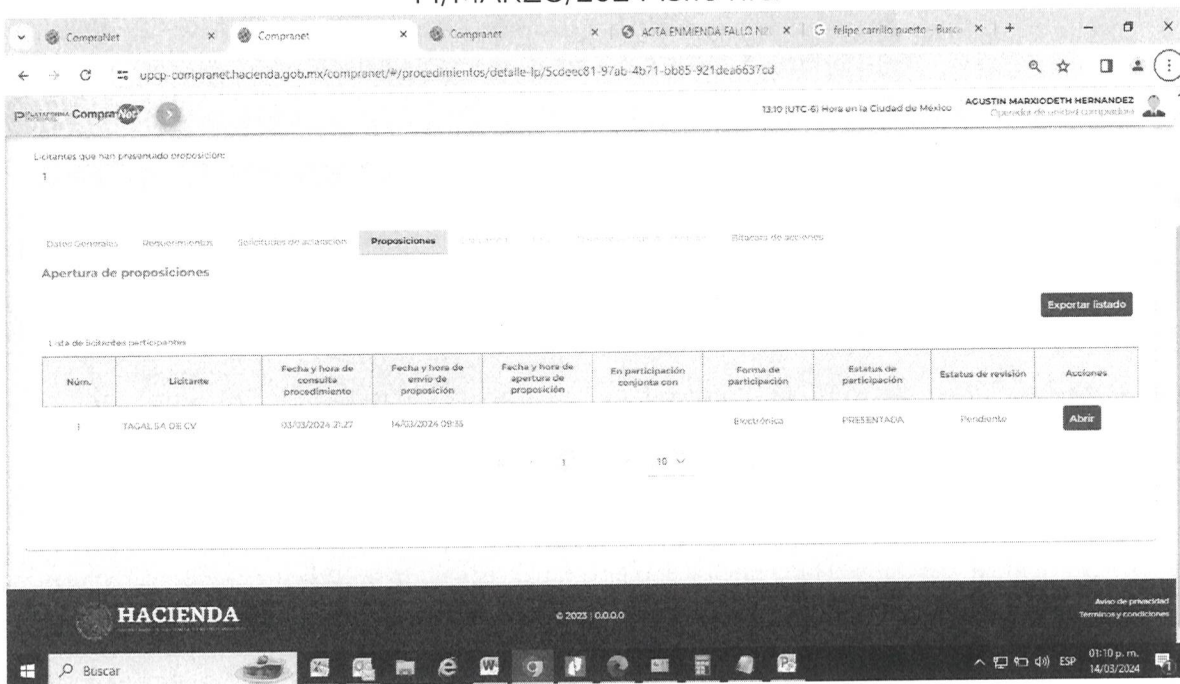 CompraNet
Compranet
Compranet
ACTA ENMIENDA FALLO
felipe carrillo puerto - Busc
upcp-compranet.hacienda.gob.mx/compranet/#/procedimientos/detalle-lp/5cdeec81-97ab-4b71-bb85-921dea6637cd
CompraNet
13:10 (UTC-6) Hora en la Ciudad de México
AGUSTIN MARXIODETH HERNANDEZ
Operador de unidad compradora
Licitantes que han presentado proposición:
1
Datos Generales
Requerimientos
Solicitudes de aclaración
Proposiciones
Bitácora de acciones
Apertura de proposiciones
Exportar listado
Lista de licitantes participantes
Núm.
Licitante
Fecha y hora de consulta procedimiento
Fecha y hora de envío de proposición
Fecha y hora de apertura de proposición
En participación conjunta con
Forma de participación
Estatus de participación
Estatus de revisión
Acciones
1
TAGAL SA DE CV
03/03/2024 21:27
14/03/2024 09:35
Electrónica
PRESENTADA
Pendiente
Abrir
1
10
HACIENDA
© 2023 | 0.0.0.0
Aviso de privacidad
Términos y condiciones
Buscar
ESP
01:10 p. m.
14/03/2024